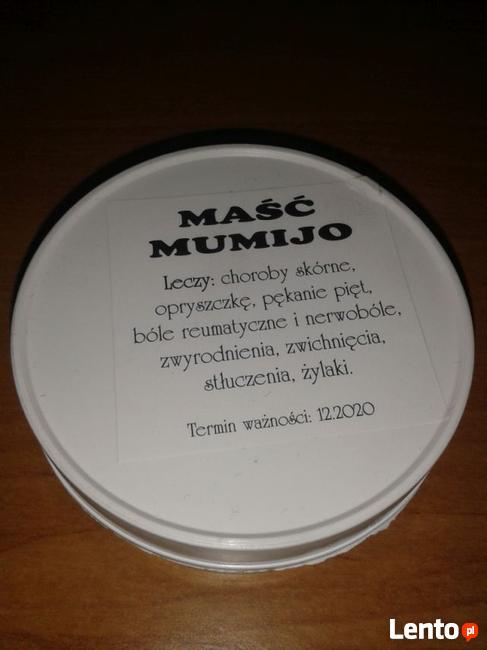 MAŚĆ
MUMIJO
Leczy: choroby skórne,
opryszczkę, pękanie pięt,
bóle reumatyczne i nerwobóle,
zwyrodnienia, zwichnięcia,
stłuczenia, żylaki.
Termin ważności: 12.2020
Lento pl